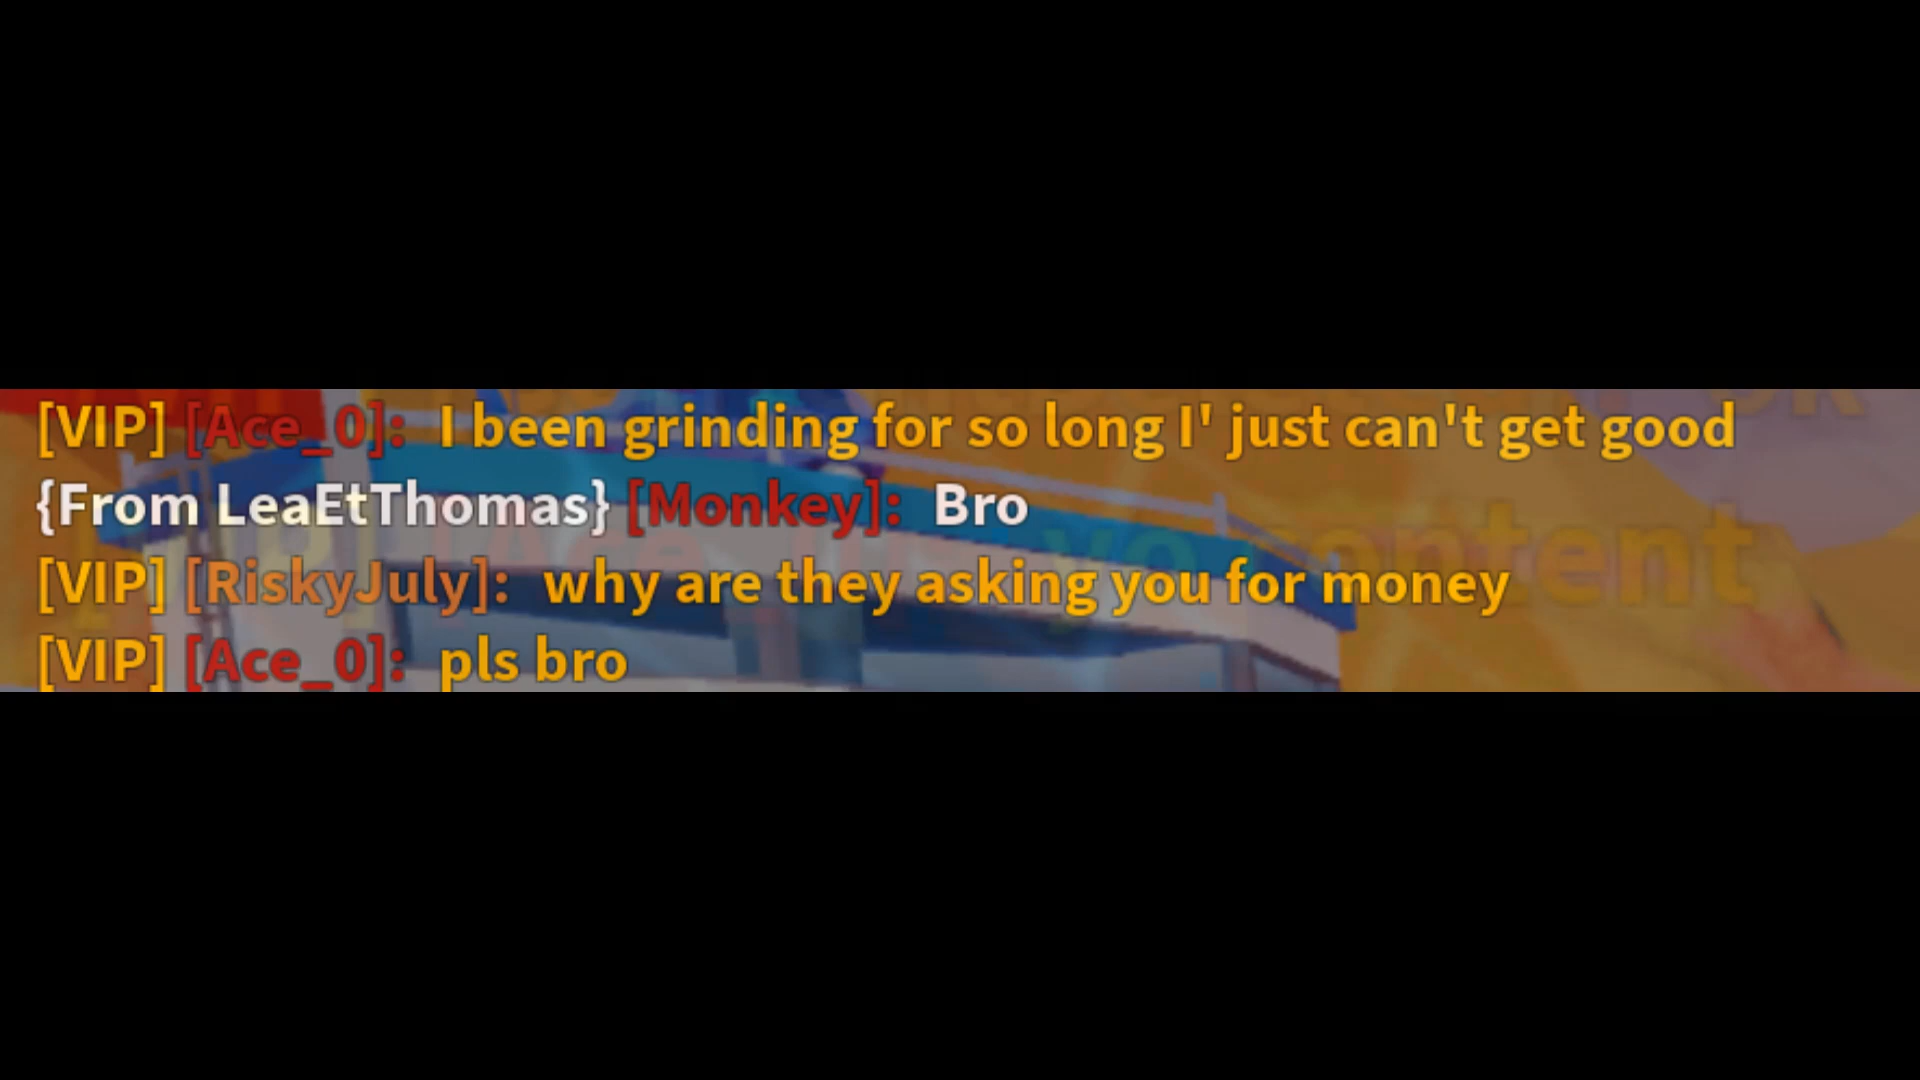 [VIP] [Ace_0]: I been grinding for so long I' just can't get good
{From LeaEtThomas} [Monkey]: Bro
[VIP] [RiskyJuly]: why are they asking you for money
[VIP] [Ace_0]: pls bro